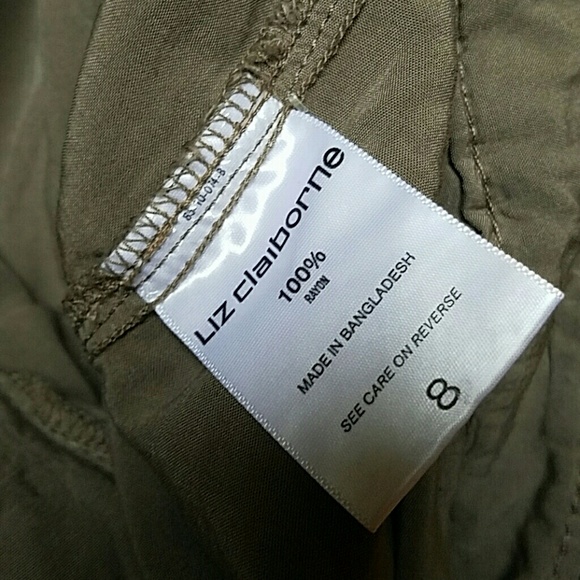 LIZ claiborne
100%
RAYON
MADE IN BANGLADESH
SEE CARE ON REVERSE
8